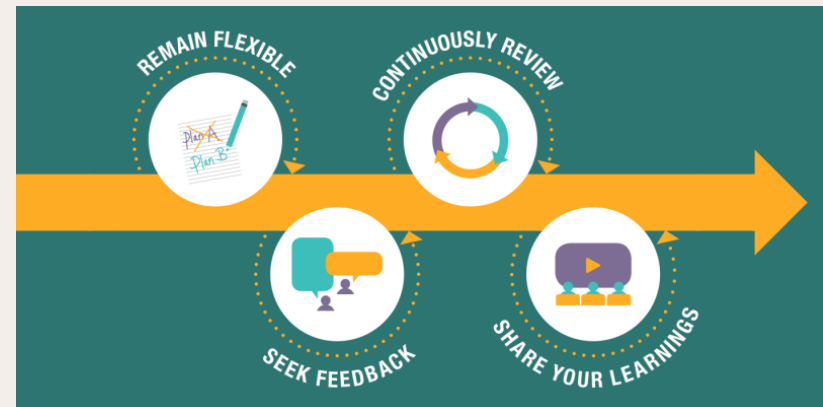 REMAIN FLEXIBLE
Plan A
Plan B
SEEK FEEDBACK
CONTINUOUSLY REVIEW
SHARE YOUR LEARNINGS